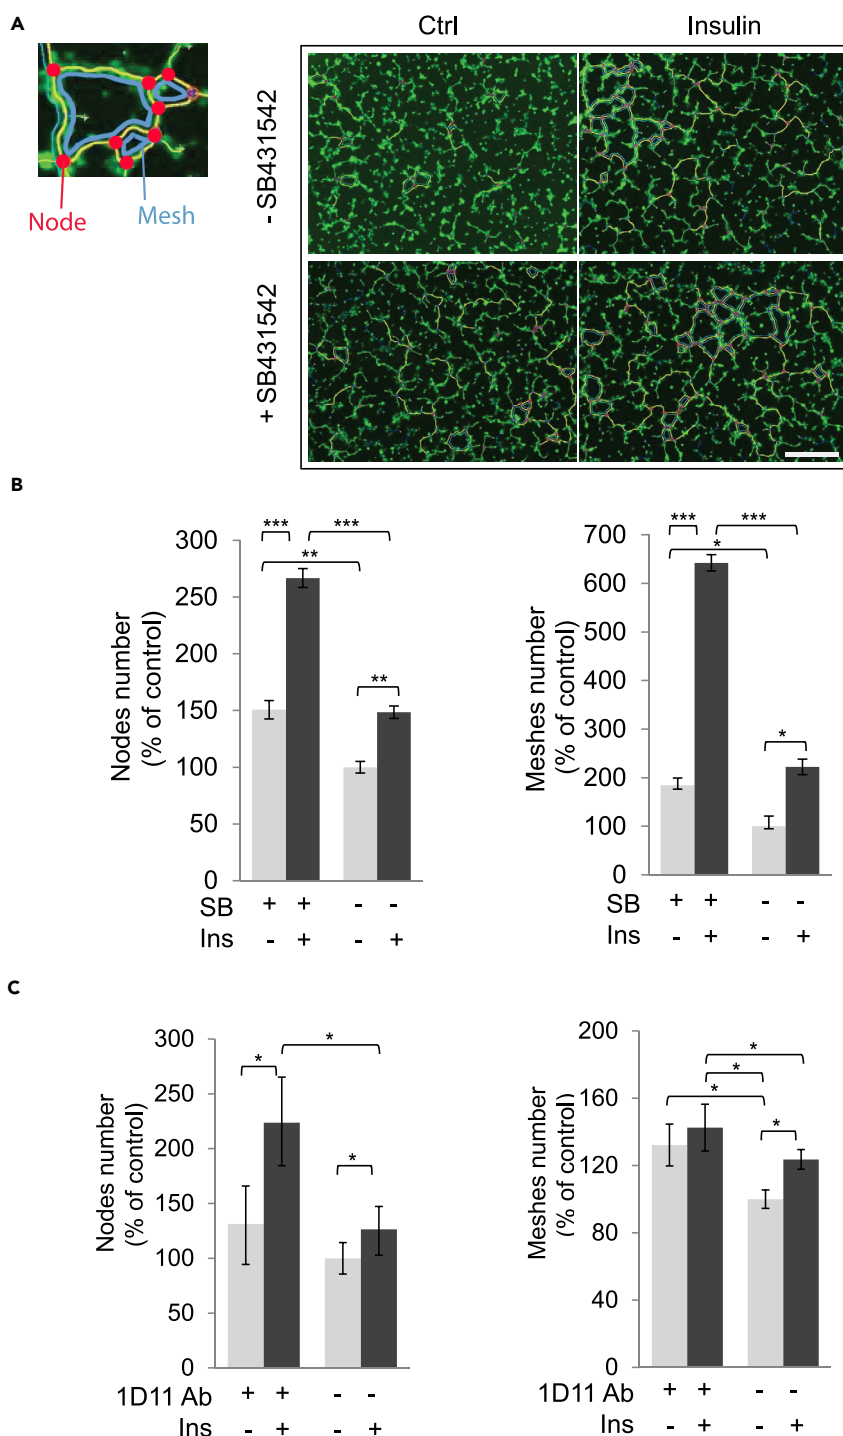 A
Ctrl Insulin
Node Mesh
- SB431542
+ SB431542
B
Nodes number
(% of control)
300
250
200
150
100
50
0
*** ***
**
**
SB + + - -
Ins - + - +
Meshes number
(% of control)
700
600
500
400
300
200
100
0
*** ***
*
*
SB + + - -
Ins - + - +
C
Nodes number
(% of control)
300
250
200
150
100
50
0
*
*
*
1D11 Ab + + - -
Ins - + - +
Meshes number
(% of control)
200
160
120
80
40
0
*
*
*
*
1D11 Ab + + - -
Ins - + - +